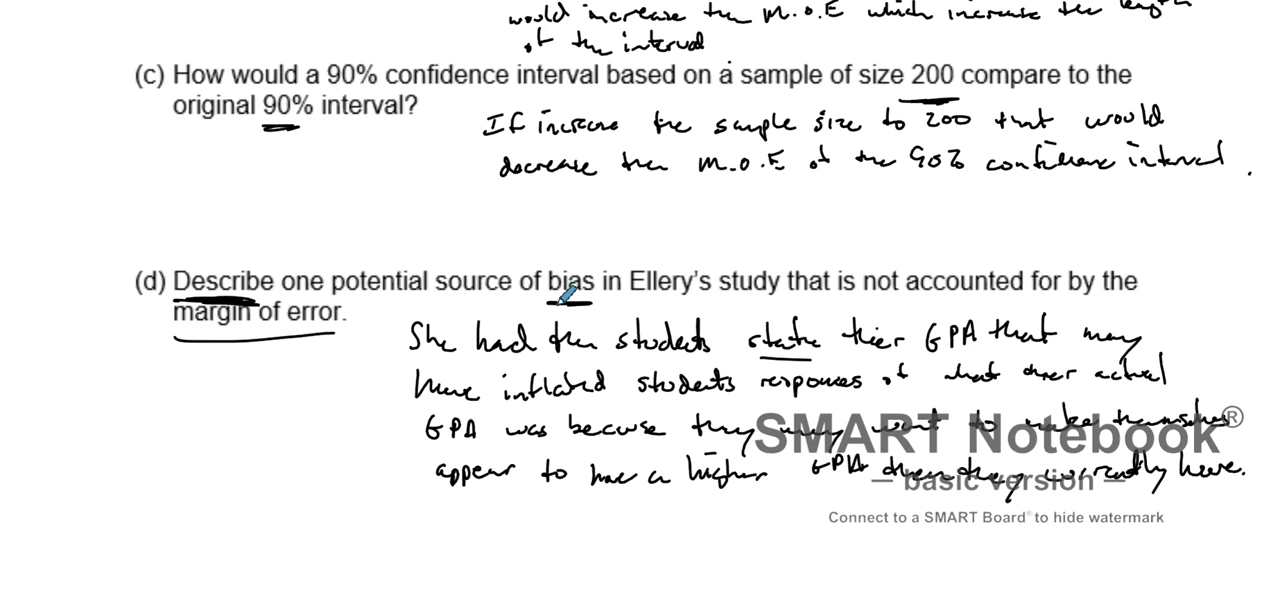 would increase the M.O.E which increase the length
of the interval
(c) How would a 90% confidence interval based on a sample of size 200 compare to the
original 90% interval?
If increase the sample size to 200 that would
decrease the M.O.E of the 90% confidence interval.
(d) Describe one potential source of bias in Ellery's study that is not accounted for by the
margin of error.
She had the students state thier GPA that may
have inflated students responses of what their actual
GPA was because they may want to make themselves
appear to have a higher GPA then they currently have.
SMART Notebook®
— basic version —
Connect to a SMART Board® to hide watermark